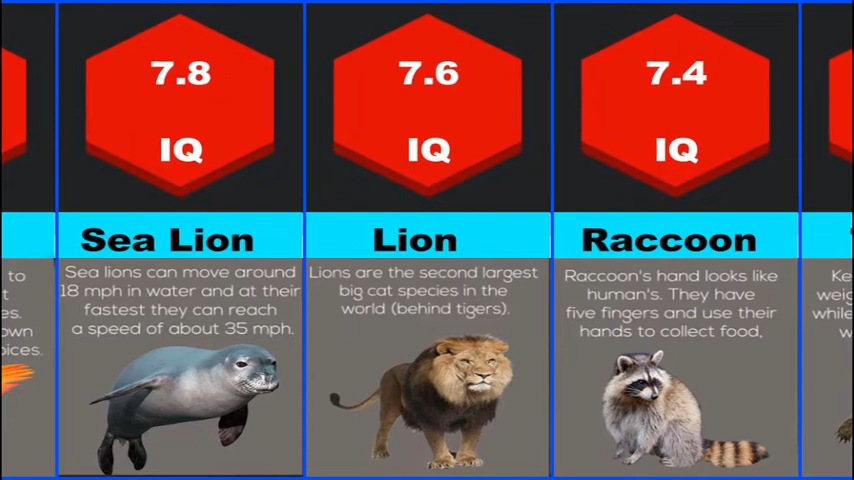 7.8
IQ
Sea Lion
Sea lions can move around
18 mph in water and at their
fastest they can reach
a speed of about 35 mph.
7.6
IQ
Lion
Lions are the second largest
big cat species in the
world (behind tigers).
7.4
IQ
Raccoon
Raccoon's hand looks like
human's. They have
five fingers and use their
hands to collect food,
to
own